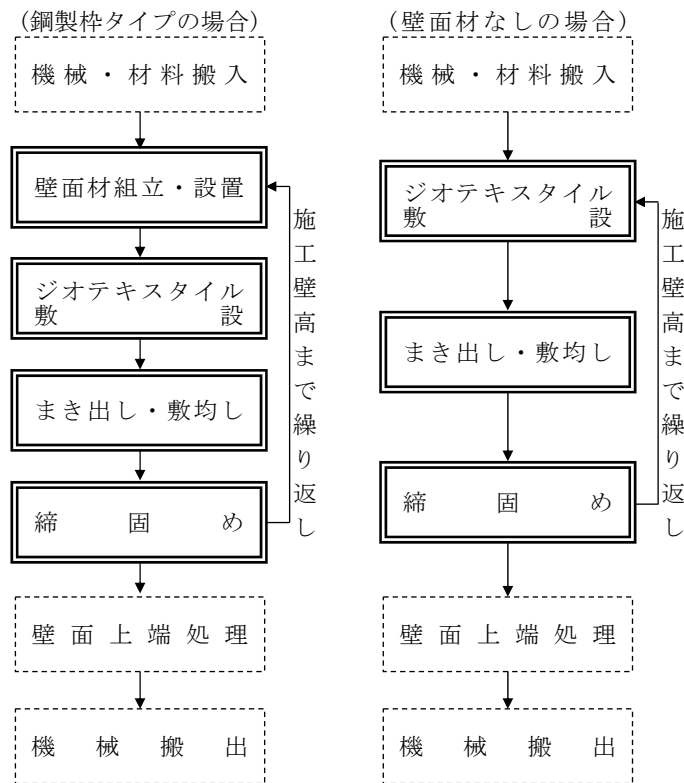 (鋼製枠タイプの場合)
機械・材料搬入
壁面材組立・設置
ジオテキスタイル
敷設
まき出し・敷均し
締固め
施工壁高まで繰り返し
壁面上端処理
機械搬出
(壁面材なしの場合)
機械・材料搬入
ジオテキスタイル
敷設
まき出し・敷均し
締固め
施工壁高まで繰り返し
壁面上端処理
機械搬出